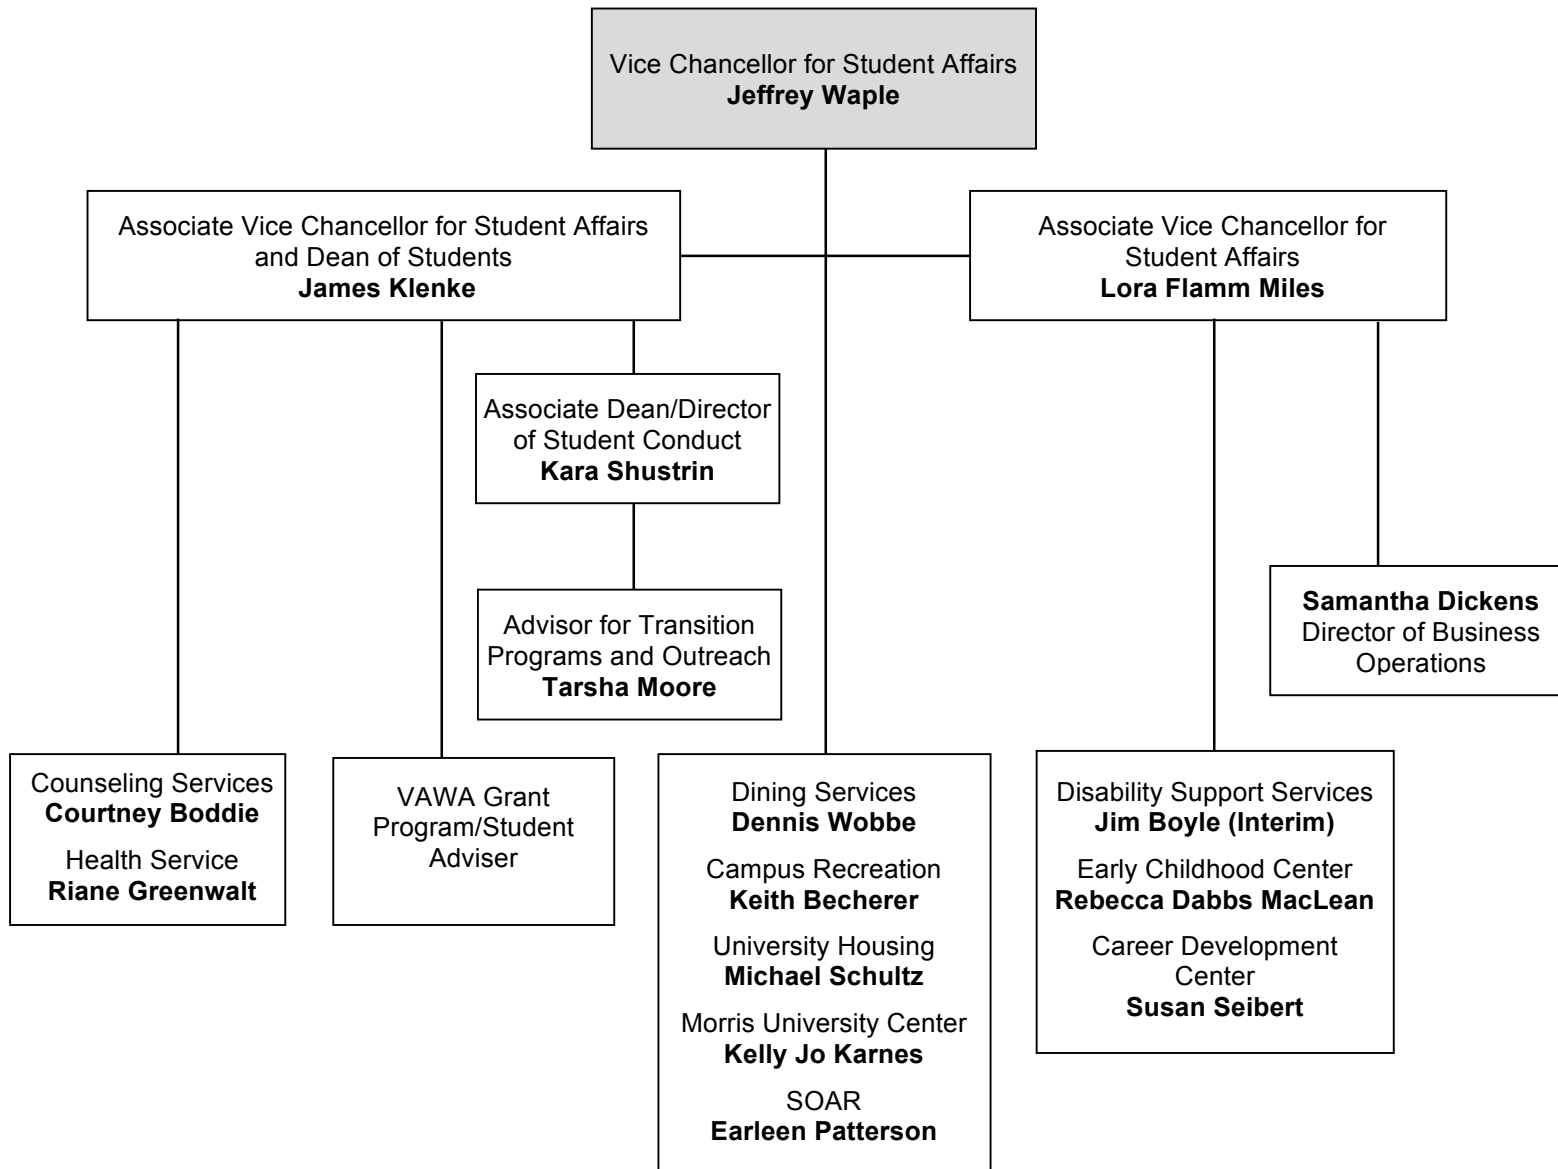 Vice Chancellor for Student Affairs
Jeffrey Waple
Associate Vice Chancellor for Student Affairs
and Dean of Students
James Klenke
Associate Vice Chancellor for
Student Affairs
Lora Flamm Miles
Associate Dean/Director
of Student Conduct
Kara Shustrin
Advisor for Transition
Programs and Outreach
Tarsha Moore
Samantha Dickens
Director of Business
Operations
Counseling Services
Courtney Boddie
Health Service
Riane Greenwalt
VAWA Grant
Program/Student
Adviser
Dining Services
Dennis Wobbe
Campus Recreation
Keith Becherer
University Housing
Michael Schultz
Morris University Center
Kelly Jo Karnes
SOAR
Earleen Patterson
Disability Support Services
Jim Boyle (Interim)
Early Childhood Center
Rebecca Dabbs MacLean
Career Development
Center
Susan Seibert